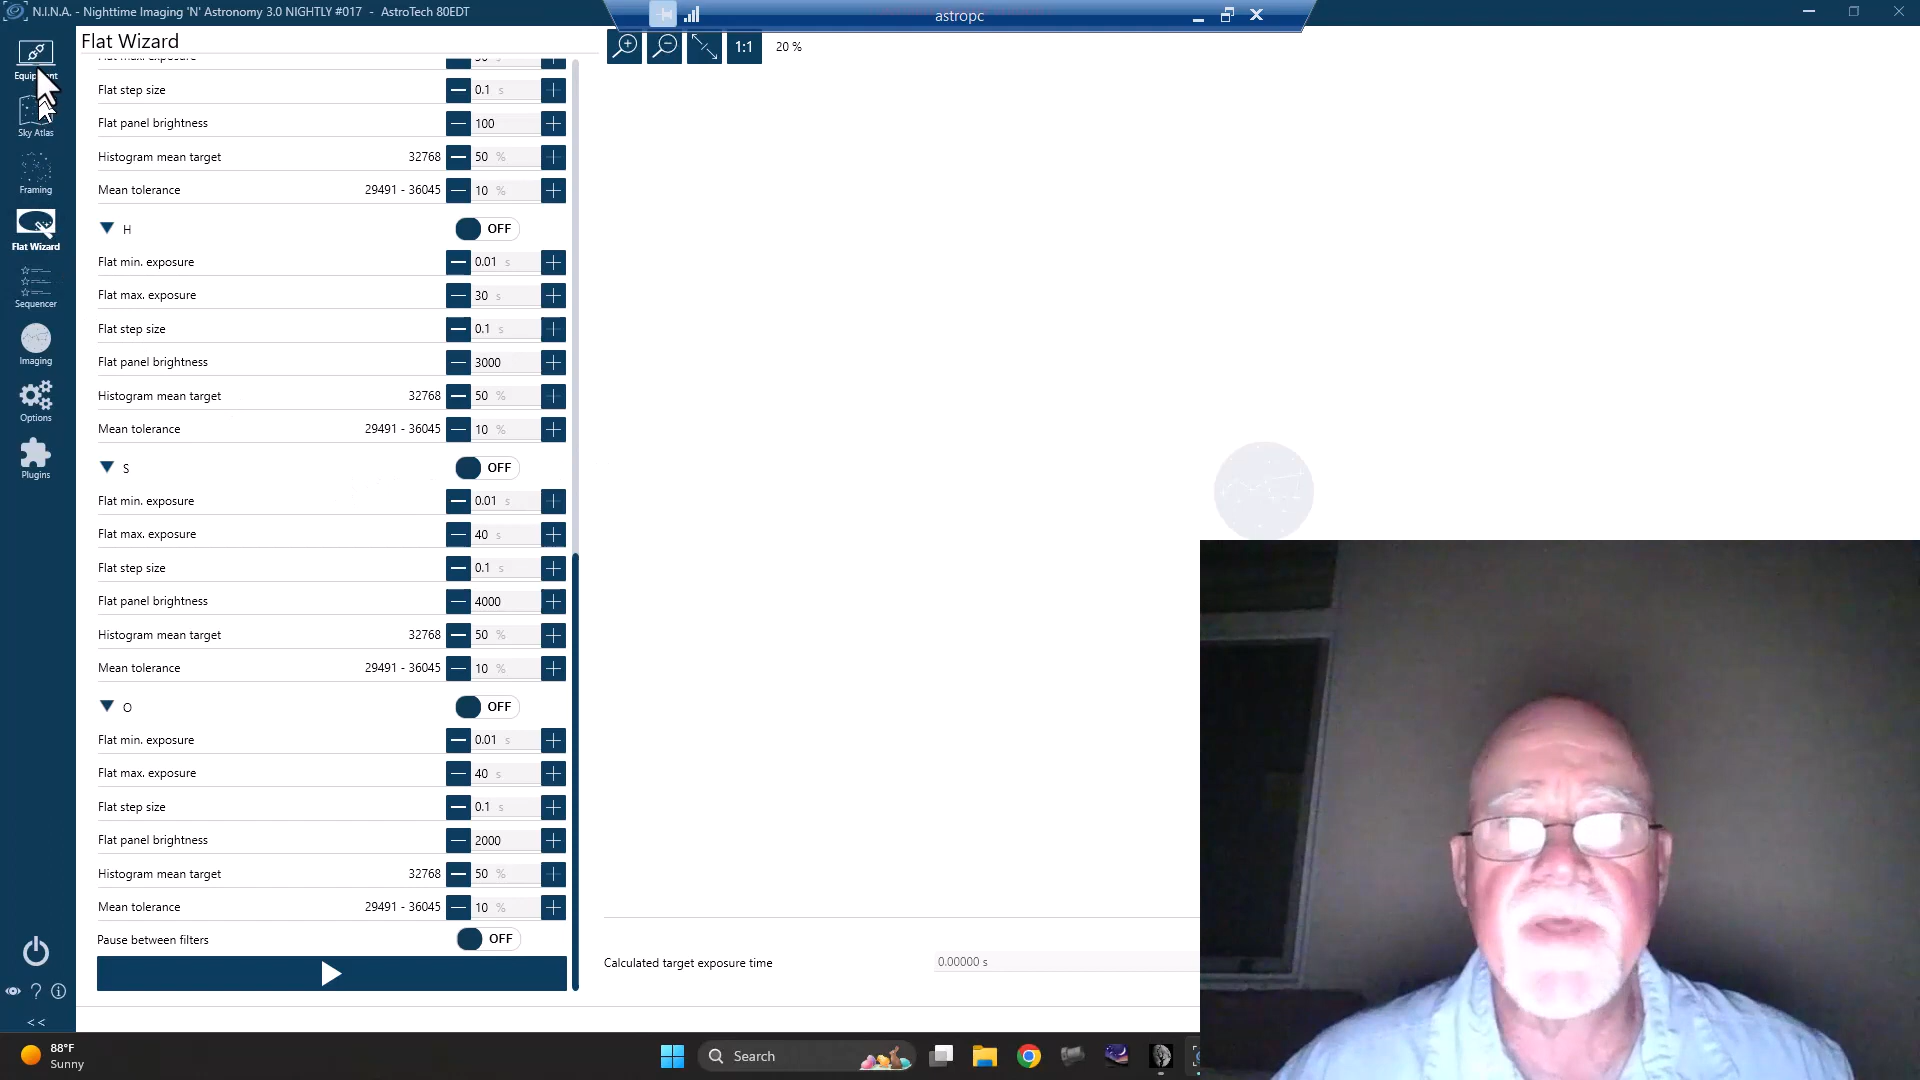 N.I.N.A. - Nighttime Imaging 'N' Astronomy 3.0 NIGHTLY #017 - AstroTech 80EDT
astropc
Flat Wizard
1:1
20 %
Equipment
Sky Atlas
Framing
Flat Wizard
Sequencer
Imaging
Options
Plugins
<<
Flat max. exposure 30 s
Flat step size 0.1 s
Flat panel brightness 100
Histogram mean target 32768 50 %
Mean tolerance 29491 - 36045 10 %
H OFF
Flat min. exposure 0.01 s
Flat max. exposure 30 s
Flat step size 0.1 s
Flat panel brightness 3000
Histogram mean target 32768 50 %
Mean tolerance 29491 - 36045 10 %
S OFF
Flat min. exposure 0.01 s
Flat max. exposure 40 s
Flat step size 0.1 s
Flat panel brightness 4000
Histogram mean target 32768 50 %
Mean tolerance 29491 - 36045 10 %
O OFF
Flat min. exposure 0.01 s
Flat max. exposure 40 s
Flat step size 0.1 s
Flat panel brightness 2000
Histogram mean target 32768 50 %
Mean tolerance 29491 - 36045 10 %
Pause between filters OFF
Calculated target exposure time 0.00000 s
88°F
Sunny
Search